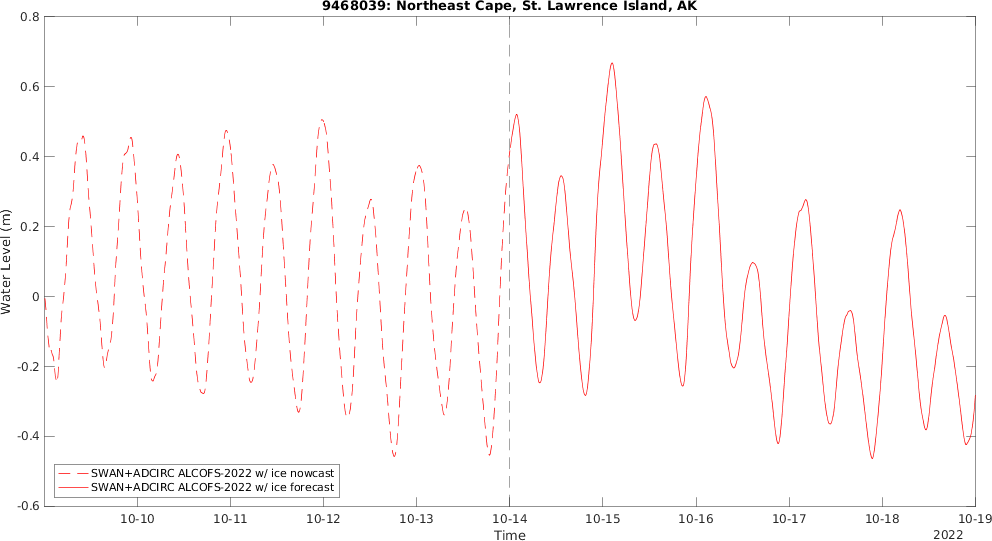 9468039: Northeast Cape, St. Lawrence Island, AK
0.8
0.6
0.4
0.2
0
-0.2
-0.4
-0.6
Water Level (m)
SWAN+ADCIRC ALCOFS-2022 w/ ice nowcast
SWAN+ADCIRC ALCOFS-2022 w/ ice forecast
10-10 10-11 10-12 10-13 10-14 10-15 10-16 10-17 10-18 10-19
Time
2022